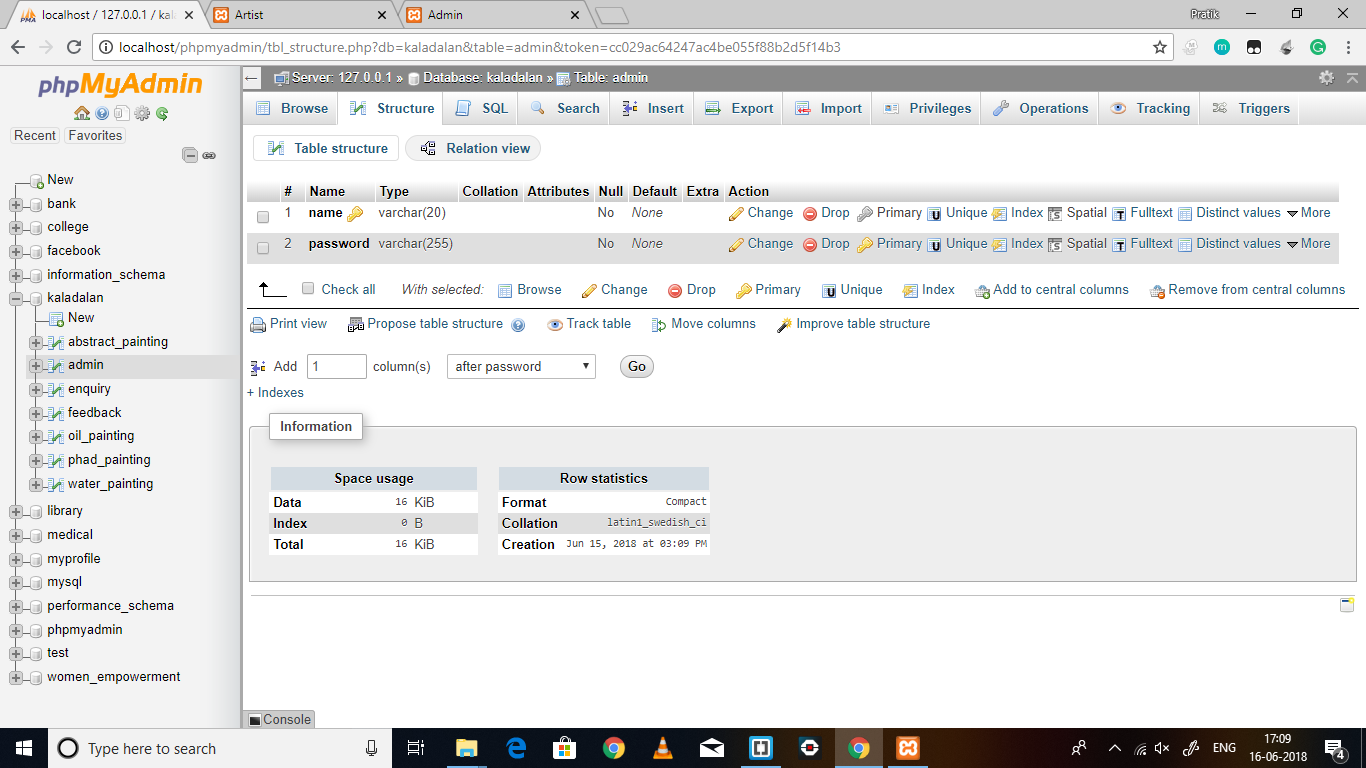 localhost / 127.0.0.1 / kal
Artist
Admin
Pratik
localhost/phpmyadmin/tbl_structure.php?db=kaladalan&table=admin&token=cc029ac64247ac4be055f88b2d5f14b3
phpMyAdmin
Recent Favorites
New
bank
college
facebook
information_schema
kaladalan
New
abstract_painting
admin
enquiry
feedback
oil_painting
phad_painting
water_painting
library
medical
myprofile
mysql
performance_schema
phpmyadmin
test
women_empowerment
Server: 127.0.0.1 » Database: kaladalan » Table: admin
Browse Structure SQL Search Insert Export Import Privileges Operations Tracking Triggers
Table structure Relation view
# Name Type Collation Attributes Null Default Extra Action
1 name varchar(20) No None Change Drop Primary Unique Index Spatial Fulltext Distinct values More
2 password varchar(255) No None Change Drop Primary Unique Index Spatial Fulltext Distinct values More
Check all With selected: Browse Change Drop Primary Unique Index Add to central columns Remove from central columns
Print view Propose table structure Track table Move columns Improve table structure
Add 1 column(s) after password Go
+ Indexes
Information
Space usage
Data 16 KiB
Index 0 B
Total 16 KiB
Row statistics
Format Compact
Collation latin1_swedish_ci
Creation Jun 15, 2018 at 03:09 PM
Console
Type here to search
ENG
17:09
16-06-2018
4